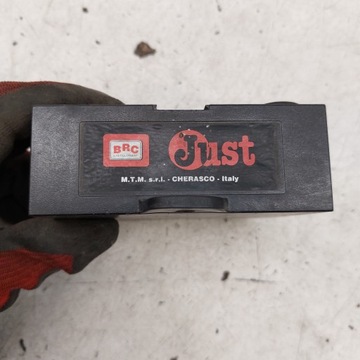 BRC
Just
M.T.M. s.r.l. - CHERASCO - Italy